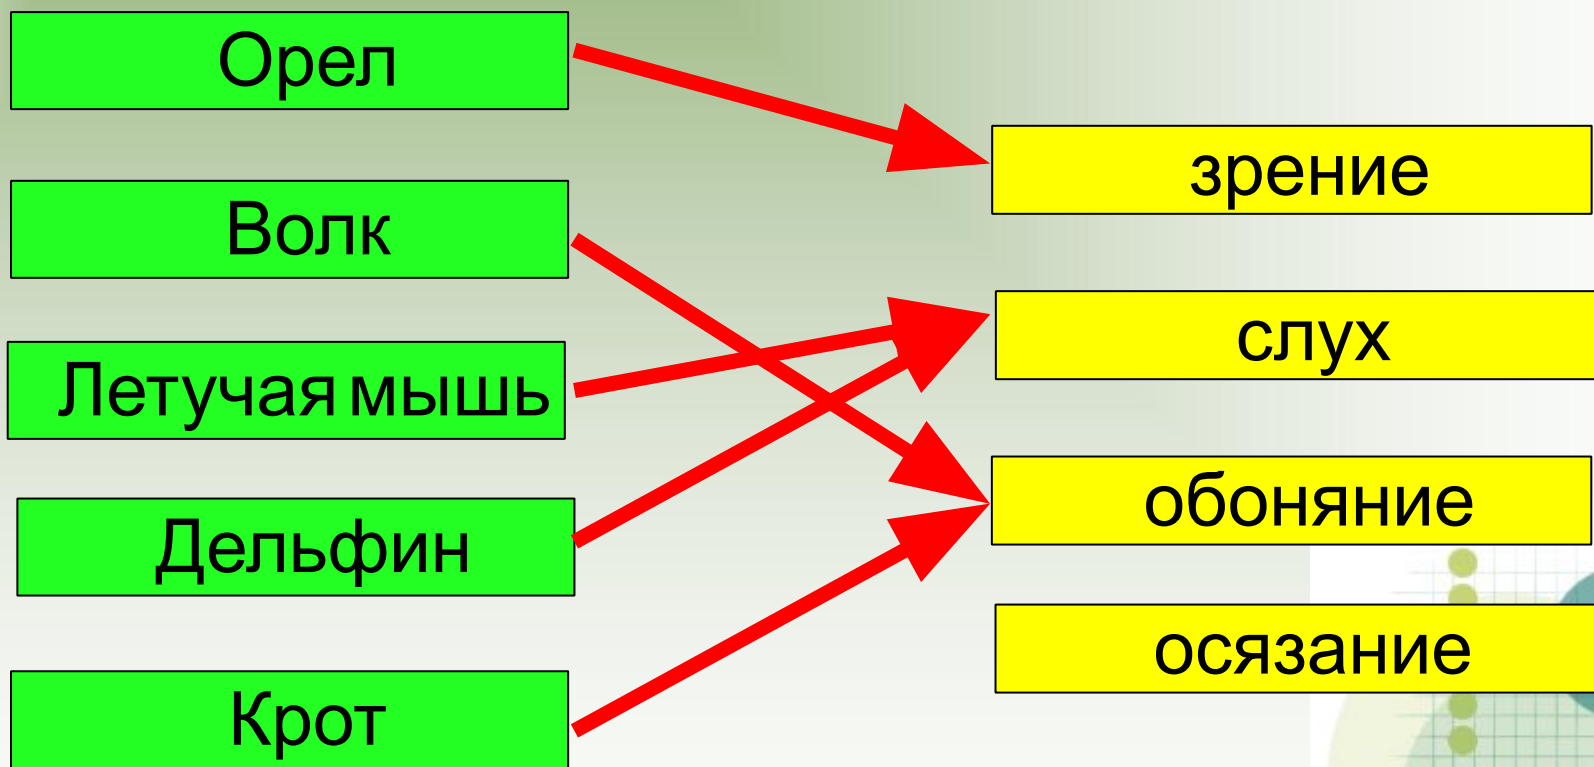 Орел
Волк
Летучая мышь
Дельфин
Крот
зрение
слух
обоняние
осязание